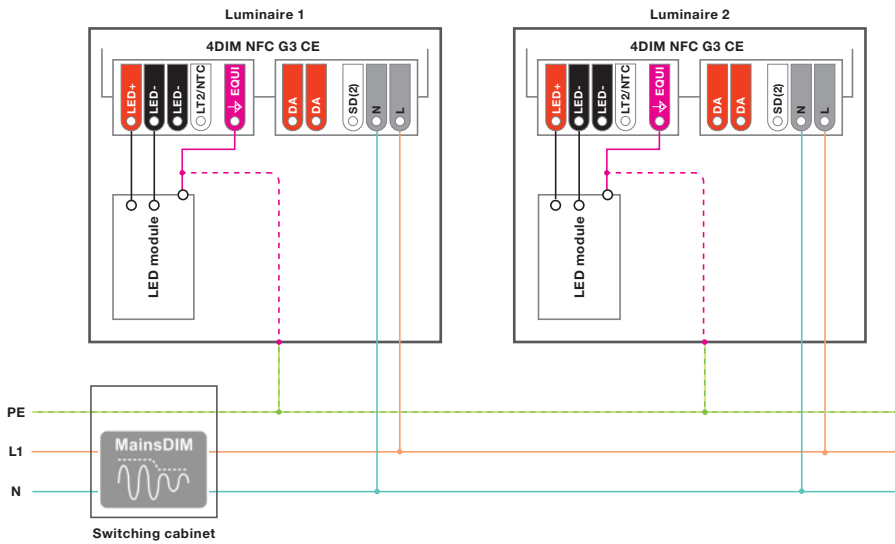 Luminaire 1
4DIM NFC G3 CE
LED+
LED-
LED-
LT2/NTC
EQUI
DA
DA
SD(2)
N
L
LED module
Luminaire 2
4DIM NFC G3 CE
LED+
LED-
LED-
LT2/NTC
EQUI
DA
DA
SD(2)
N
L
LED module
PE
L1
N
MainsDIM
Switching cabinet